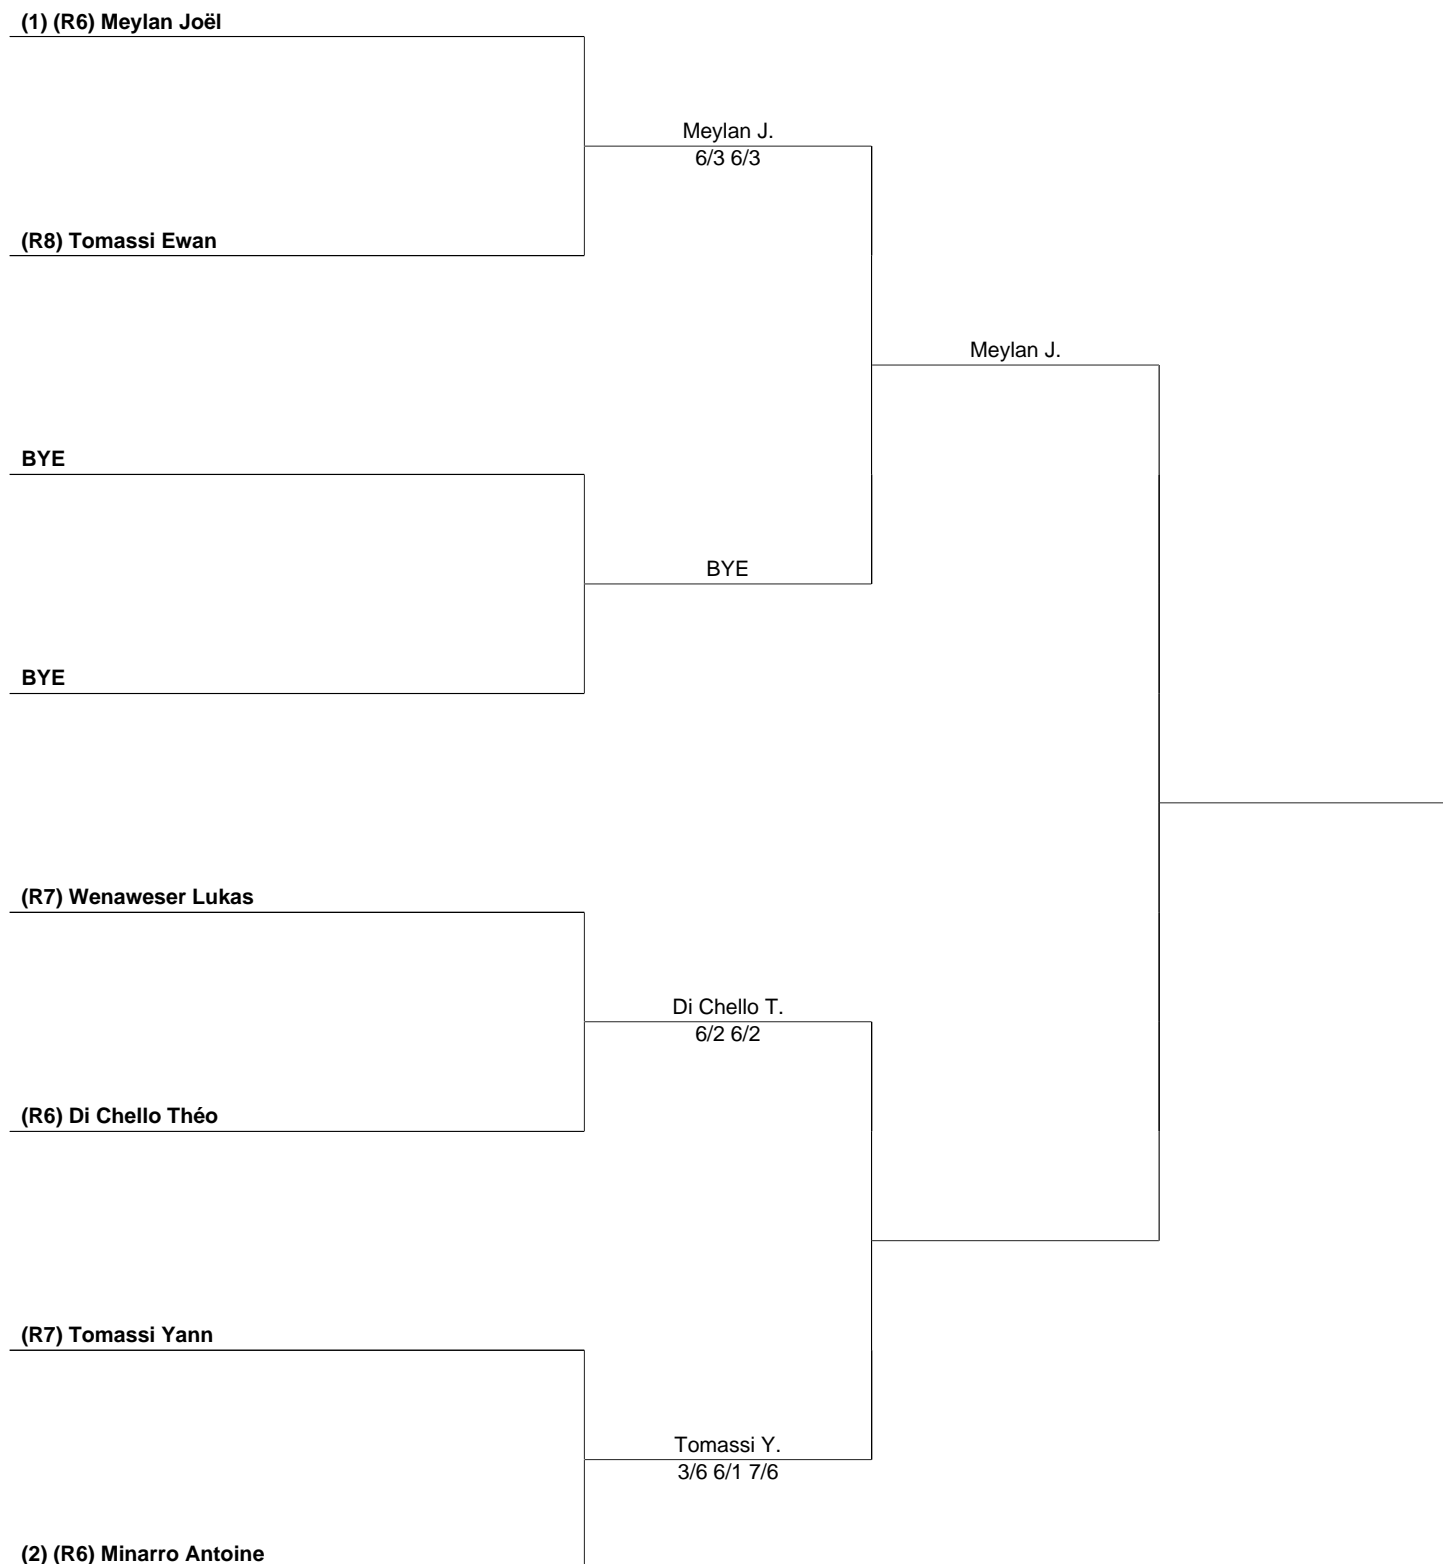 (1) (R6) Meylan Joël
Meylan J.
6/3 6/3
(R8) Tomassi Ewan
Meylan J.
BYE
BYE
BYE
(R7) Wenaweser Lukas
Di Chello T.
6/2 6/2
(R6) Di Chello Théo
(R7) Tomassi Yann
Tomassi Y.
3/6 6/1 7/6
(2) (R6) Minarro Antoine